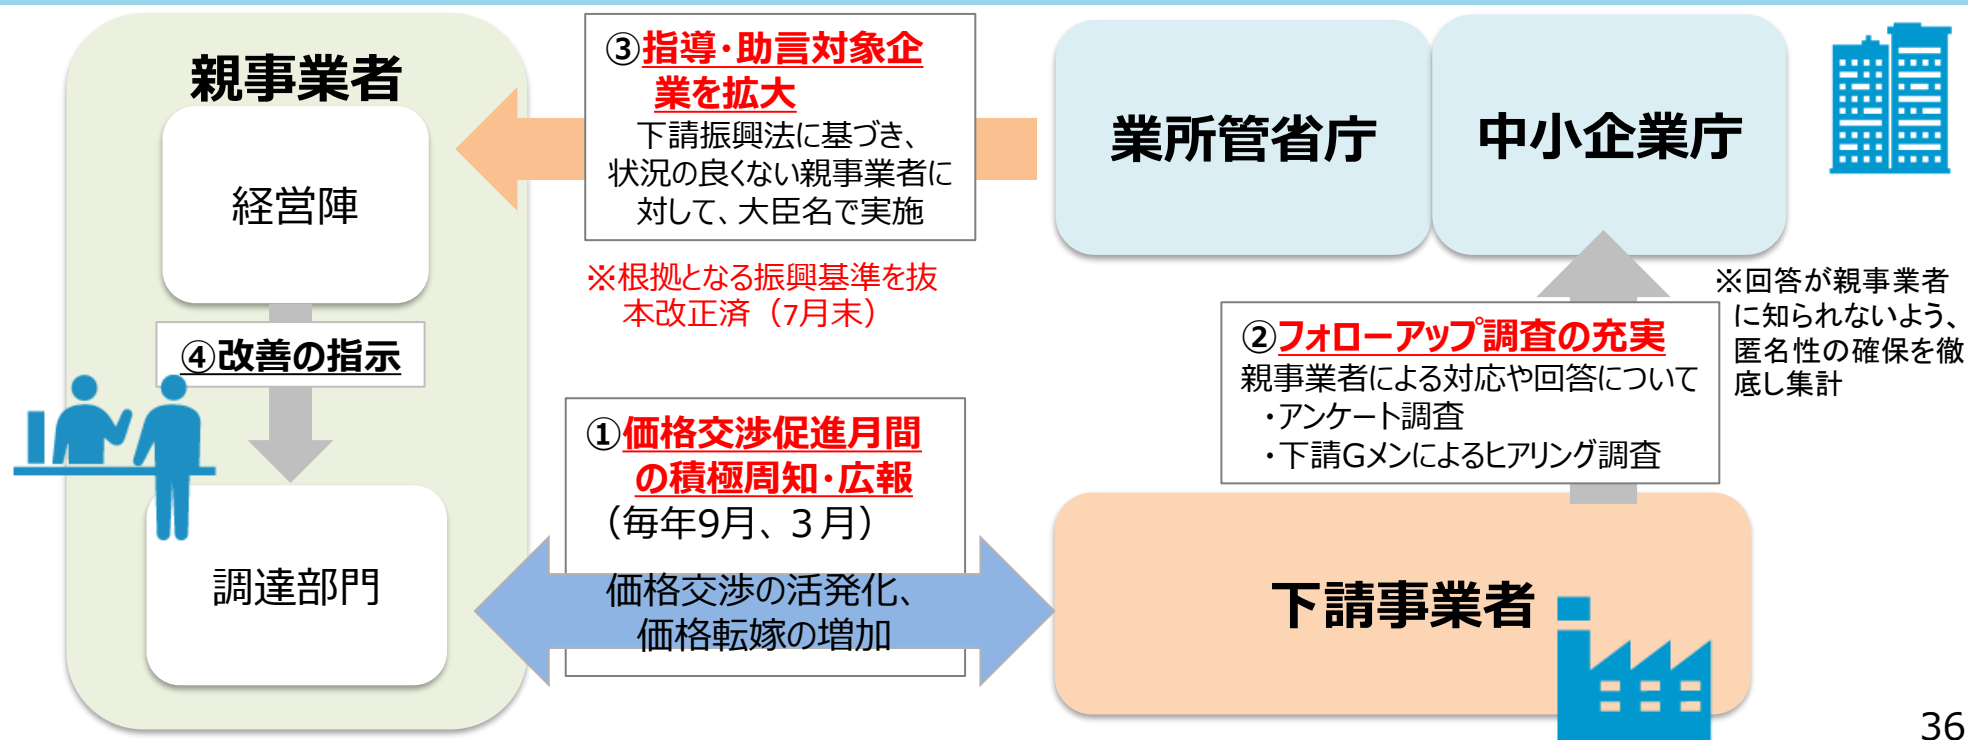 親事業者
経営陣
④改善の指示
調達部門
③指導・助言対象企
業を拡大
下請振興法に基づき、
状況の良くない親事業者に
対して、大臣名で実施
※根拠となる振興基準を抜
本改正済（7月末）
①価格交渉促進月間
の積極周知・広報
（毎年9月、３月）
価格交渉の活発化、
価格転嫁の増加
業所管省庁
中小企業庁
※回答が親事業者
に知られないよう、
匿名性の確保を徹
底し集計
②フォローアップ調査の充実
親事業者による対応や回答について
・アンケート調査
・下請Gメンによるヒアリング調査
下請事業者
36